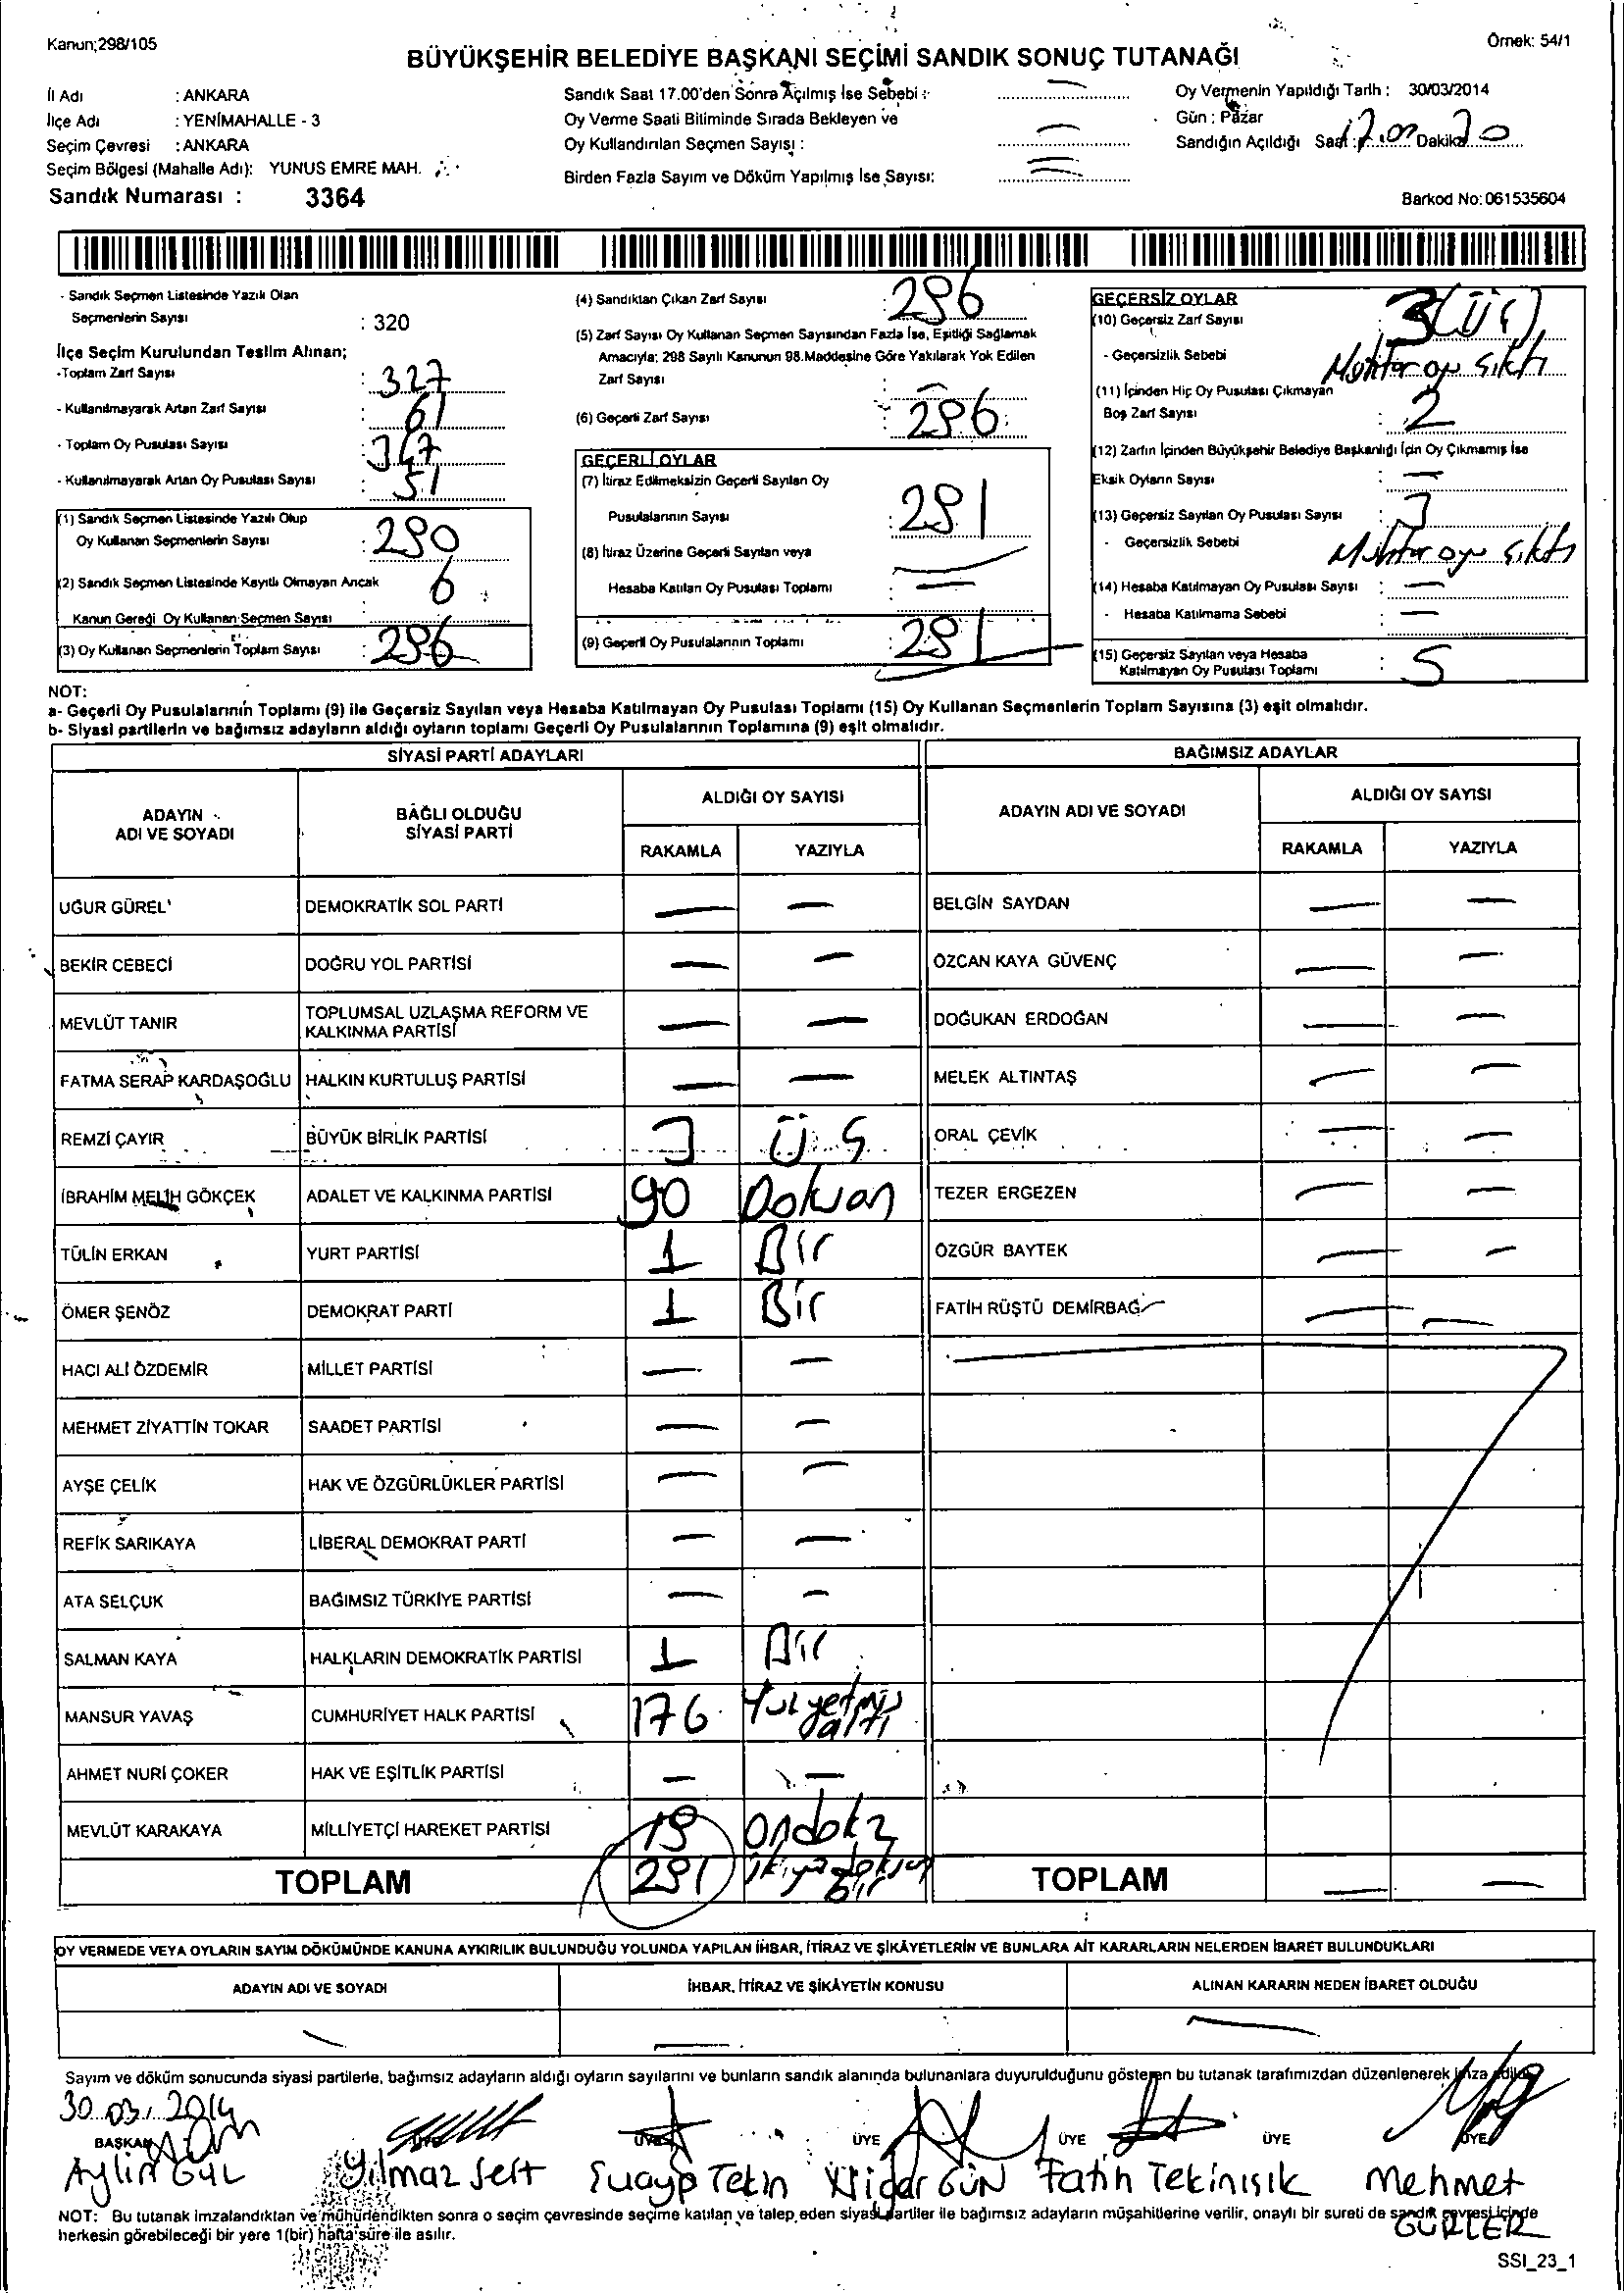 Kanun;298/105
Örnek: 54/1
BÜYÜKŞEHİR BELEDİYE BAŞKANI SEÇİMİ SANDIK SONUÇ TUTANAĞI
İl Adı : ANKARA
İlçe Adı : YENİMAHALLE - 3
Seçim Çevresi : ANKARA
Seçim Bölgesi (Mahalle Adı): YUNUS EMRE MAH.
Sandık Numarası : 3364
Sandık Saat 17.00'den Sonra Açılmış İse Sebebi :
Oy Verme Saati Bitiminde Sırada Bekleyen ve
Oy Kullandırılan Seçmen Sayısı :
Birden Fazla Sayım ve Döküm Yapılmış İse Sayısı:
Oy Vermenin Yapıldığı Tarih : 30/03/2014
Gün : Pazar
Sandığın Açıldığı Saat : 17.00 Dakika 20
Barkod No: 061535604
- Sandık Seçmen Listesinde Yazılı Olan
Seçmenlerin Sayısı : 320
İlçe Seçim Kurulundan Teslim Alınan;
-Toplam Zarf Sayısı : 327
- Kullanılmayarak Artan Zarf Sayısı : 61
- Toplam Oy Pusulası Sayısı : 347
- Kullanılmayarak Artan Oy Pusulası Sayısı : 51
(1) Sandık Seçmen Listesinde Yazılı Olup
Oy Kullanan Seçmenlerin Sayısı : 290
(2) Sandık Seçmen Listesinde Kayıtlı Olmayan Ancak
Kanun Gereği Oy Kullanan Seçmen Sayısı : 6
(3) Oy Kullanan Seçmenlerin Toplam Sayısı : 296
(4) Sandıktan Çıkan Zarf Sayısı : 296
(5) Zarf Sayısı Oy Kullanan Seçmen Sayısından Fazla İse, Eşitliği Sağlamak
Amacıyla; 298 Sayılı Kanunun 98.Maddesine Göre Yakılarak Yok Edilen
Zarf Sayısı :
(6) Geçerli Zarf Sayısı : 296
GEÇERLİ OYLAR
(7) İtiraz Edilmeksizin Geçerli Sayılan Oy
Pusulalarının Sayısı : 291
(8) İtiraz Üzerine Geçerli Sayılan veya
Hesaba Katılan Oy Pusulası Toplamı : —
(9) Geçerli Oy Pusulalarının Toplamı : 291
GEÇERSİZ OYLAR
(10) Geçersiz Zarf Sayısı : 3 (Üç)
- Geçersizlik Sebebi Muhtar oyu çıktı
(11) İçinden Hiç Oy Pusulası Çıkmayan
Boş Zarf Sayısı : 2
(12) Zarfın İçinden Büyükşehir Belediye Başkanlığı İçin Oy Çıkmamış İse
Eksik Oyların Sayısı : —
(13) Geçersiz Sayılan Oy Pusulası Sayısı : 3
- Geçersizlik Sebebi Muhtar oyu çıktı
(14) Hesaba Katılmayan Oy Pusulası Sayısı : —
- Hesaba Katılmama Sebebi : —
(15) Geçersiz Sayılan veya Hesaba
Katılmayan Oy Pusulası Toplamı : 5
NOT:
a- Geçerli Oy Pusulalarının Toplamı (9) ile Geçersiz Sayılan veya Hesaba Katılmayan Oy Pusulası Toplamı (15) Oy Kullanan Seçmenlerin Toplam Sayısına (3) eşit olmalıdır.
b- Siyasi partilerin ve bağımsız adayların aldığı oyların toplamı Geçerli Oy Pusulalarının Toplamına (9) eşit olmalıdır.
SİYASİ PARTİ ADAYLARI
ADAYIN ADI VE SOYADI BAĞLI OLDUĞU SİYASİ PARTİ ALDIĞI OY SAYISI RAKAMLA YAZIYLA
UĞUR GÜREL DEMOKRATİK SOL PARTİ — —
BEKİR CEBECİ DOĞRU YOL PARTİSİ — —
MEVLÜT TANIR TOPLUMSAL UZLAŞMA REFORM VE KALKINMA PARTİSİ — —
FATMA SERAP KARDAŞOĞLU HALKIN KURTULUŞ PARTİSİ — —
REMZİ ÇAYIR BÜYÜK BİRLİK PARTİSİ 3 Üç
İBRAHİM MELİH GÖKÇEK ADALET VE KALKINMA PARTİSİ 90 Doksan
TÜLİN ERKAN YURT PARTİSİ 1 Bir
ÖMER ŞENÖZ DEMOKRAT PARTİ 1 Bir
HACI ALİ ÖZDEMİR MİLLET PARTİSİ — —
MEHMET ZİYATTİN TOKAR SAADET PARTİSİ — —
AYŞE ÇELİK HAK VE ÖZGÜRLÜKLER PARTİSİ — —
REFİK SARIKAYA LİBERAL DEMOKRAT PARTİ — —
ATA SELÇUK BAĞIMSIZ TÜRKİYE PARTİSİ — —
SALMAN KAYA HALKLARIN DEMOKRATİK PARTİSİ 1 Bir
MANSUR YAVAŞ CUMHURİYET HALK PARTİSİ 176 Yüz yetmiş altı
AHMET NURİ ÇOKER HAK VE EŞİTLİK PARTİSİ — —
MEVLÜT KARAKAYA MİLLİYETÇİ HAREKET PARTİSİ 19 ondokz
TOPLAM 291 ikiyüz doksan bir
BAĞIMSIZ ADAYLAR
ADAYIN ADI VE SOYADI ALDIĞI OY SAYISI RAKAMLA YAZIYLA
BELGİN SAYDAN — —
ÖZCAN KAYA GÜVENÇ — —
DOĞUKAN ERDOĞAN — —
MELEK ALTINTAŞ — —
ORAL ÇEVİK — —
TEZER ERGEZEN — —
ÖZGÜR BAYTEK — —
FATİH RÜŞTÜ DEMİRBAĞ — —
TOPLAM — —
OY VERMEDE VEYA OYLARIN SAYIM DÖKÜMÜNDE KANUNA AYKIRILIK BULUNDUĞU YOLUNDA YAPILAN İHBAR, İTİRAZ VE ŞİKÂYETLERİN VE BUNLARA AİT KARARLARIN NELERDEN İBARET BULUNDUKLARI
ADAYIN ADI VE SOYADI İHBAR, İTİRAZ VE ŞİKÂYETİN KONUSU ALINAN KARARIN NEDEN İBARET OLDUĞU
Sayım ve döküm sonucunda siyasi partilerle, bağımsız adayların aldığı oyların sayılarını ve bunların sandık alanında bulunanlara duyurulduğunu gösteren bu tutanak tarafımızdan düzenlenerek imza edildi
30.03.2014
BAŞKAN ÜYE ÜYE ÜYE ÜYE ÜYE ÜYE
Aylin GÜL Yılmaz Sert Şuayp Tekin Nigar GÜN Fatih Tekinışık Mehmet GÜRLER
NOT: Bu tutanak imzalandıktan ve mühürlendikten sonra o seçim çevresinde seçime katılan ve talep eden siyasi partiler ile bağımsız adayların müşahitlerine verilir, onaylı bir sureti de sandık çevresi içinde
herkesin görebileceği bir yere 1(bir) hafta süre ile asılır.
SSI_23_1